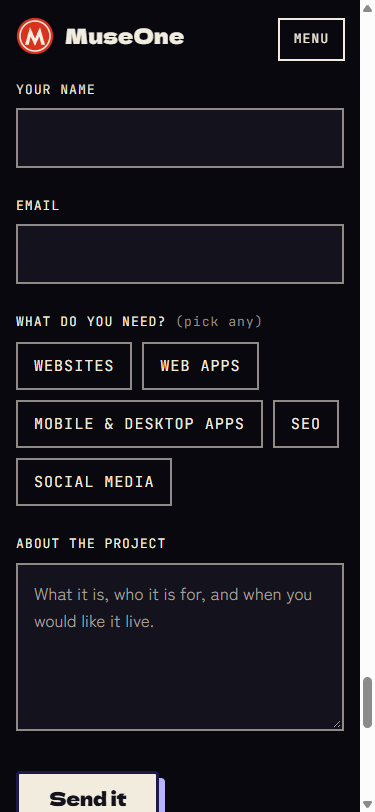 M MuseOne
MENU
YOUR NAME
EMAIL
WHAT DO YOU NEED? (pick any)
WEBSITES WEB APPS
MOBILE & DESKTOP APPS SEO
SOCIAL MEDIA
ABOUT THE PROJECT
What it is, who it is for, and when you
would like it live.
Send it